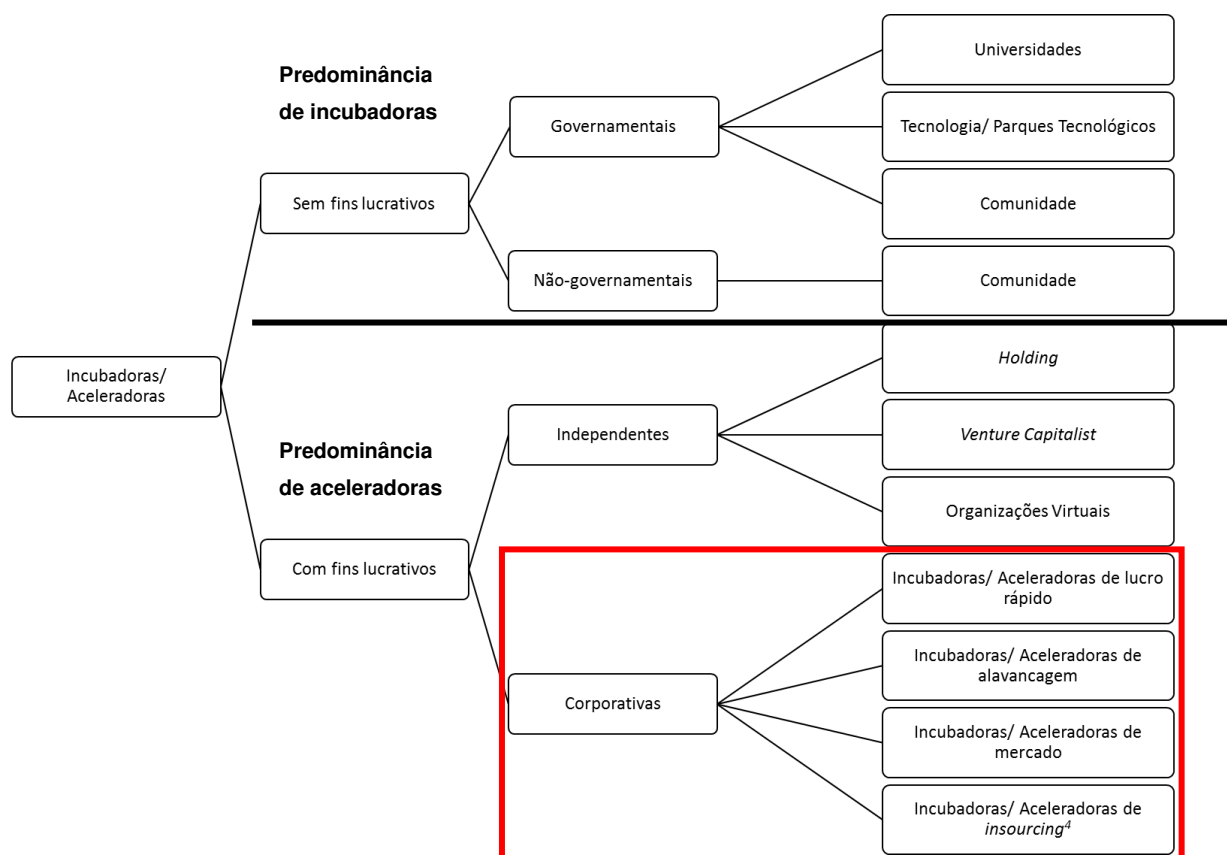 Universidades
Predominância
de incubadoras
Governamentais
Tecnologia/ Parques Tecnológicos
Sem fins lucrativos
Comunidade
Não-governamentais
Comunidade
Incubadoras/
Aceleradoras
Holding
Independentes
Venture Capitalist
Predominância
de aceleradoras
Organizações Virtuais
Com fins lucrativos
Incubadoras/ Aceleradoras de lucro
rápido
Incubadoras/ Aceleradoras de
alavancagem
Corporativas
Incubadoras/ Aceleradoras de
mercado
Incubadoras/ Aceleradoras de
insourcing⁴